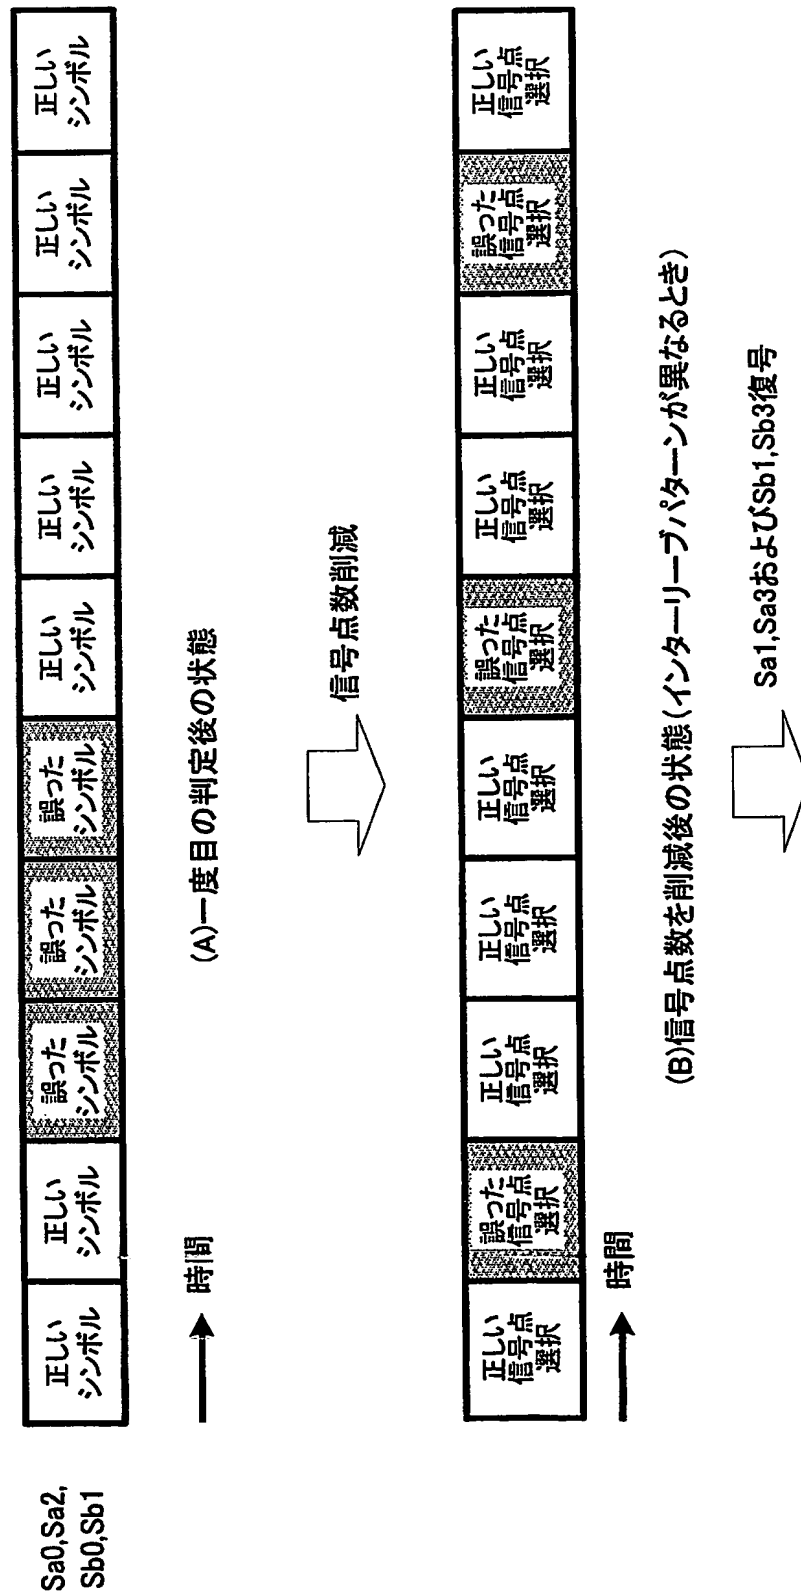 Sa0,Sa2,
Sb0,Sb1
正しい
シンボル
正しい
シンボル
誤った
シンボル
誤った
シンボル
誤った
シンボル
正しい
シンボル
正しい
シンボル
正しい
シンボル
正しい
シンボル
正しい
シンボル
時間
(A)一度目の判定後の状態
信号点数削減
正しい
信号点
選択
誤った
信号点
選択
正しい
信号点
選択
正しい
信号点
選択
正しい
信号点
選択
誤った
信号点
選択
正しい
信号点
選択
正しい
信号点
選択
誤った
信号点
選択
正しい
信号点
選択
時間
(B)信号点数を削減後の状態(インターリーブパターンが異なるとき)
Sa1,Sa3およびSb1,Sb3復号